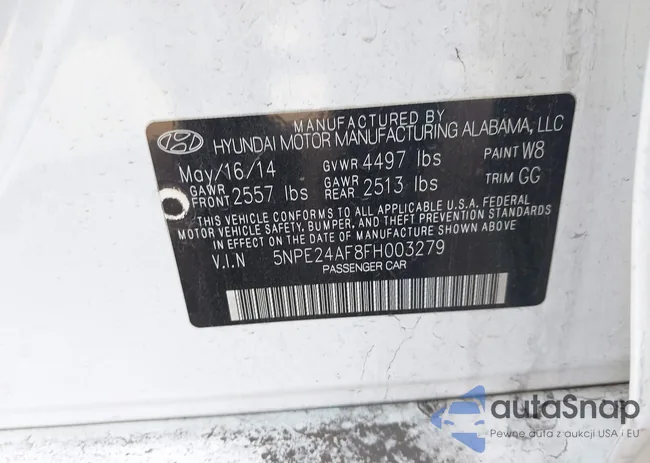 MANUFACTURED BY
HYUNDAI MOTOR MANUFACTURING ALABAMA, LLC
May/16/14 GVWR 4497 lbs PAINT W8
GAWR FRONT 2557 lbs GAWR REAR 2513 lbs TRIM GG
THIS VEHICLE CONFORMS TO ALL APPLICABLE U.S.A. FEDERAL
MOTOR VEHICLE SAFETY, BUMPER, AND THEFT PREVENTION STANDARDS
IN EFFECT ON THE DATE OF MANUFACTURE SHOWN ABOVE.
V.I.N 5NPE24AF8FH003279
PASSENGER CAR
autoSnap
Pewne auta z aukcji USA i EU